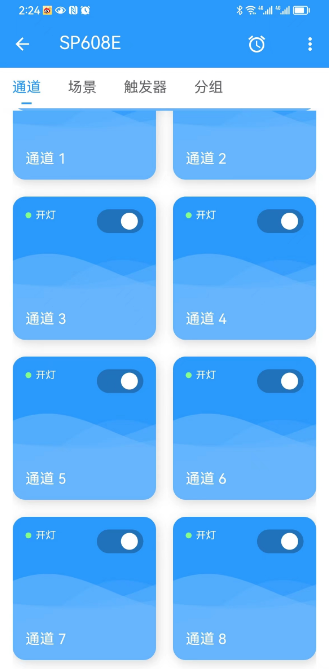 2:24
SP608E
通道 场景 触发器 分组
通道 1 通道 2
开灯 开灯
通道 3 通道 4
开灯 开灯
通道 5 通道 6
开灯 开灯
通道 7 通道 8